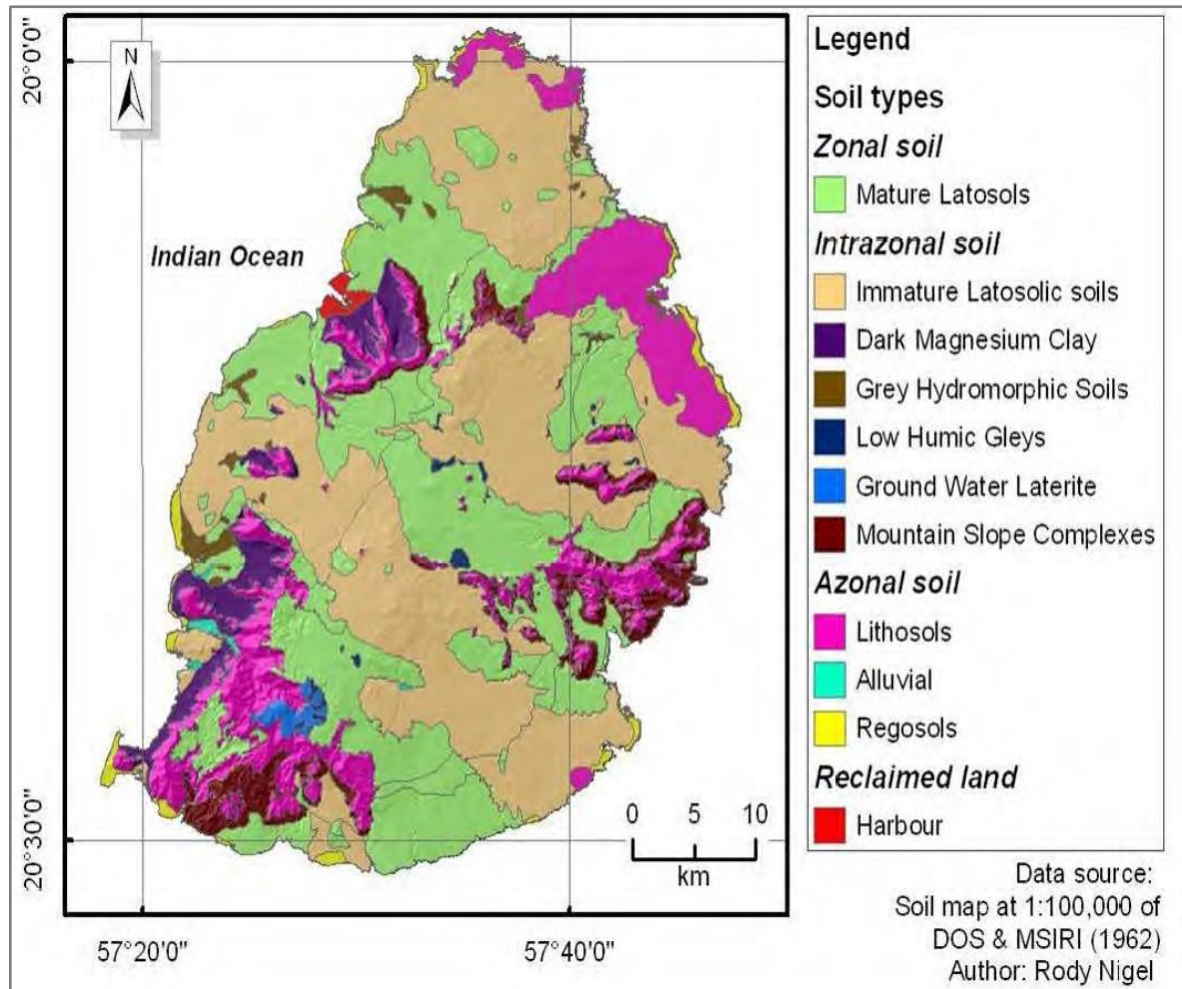 20°0'0"
N
Indian Ocean
20°30'0"
0 5 10
km
57°20'0"
57°40'0"
Legend
Soil types
Zonal soil
Mature Latosols
Intrazonal soil
Immature Latosolic soils
Dark Magnesium Clay
Grey Hydromorphic Soils
Low Humic Gleys
Ground Water Laterite
Mountain Slope Complexes
Azonal soil
Lithosols
Alluvial
Regosols
Reclaimed land
Harbour
Data source:
Soil map at 1:100,000 of
DOS & MSIRI (1962)
Author: Rody Nigel